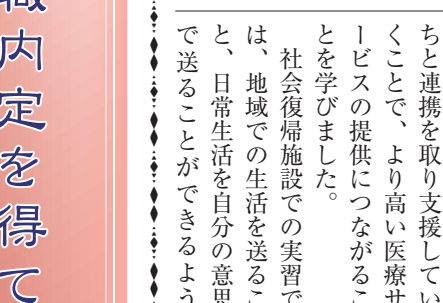 ちと連携を取り支援してい
くことで、より高い医療サ
ービスの提供につながるこ
とを学びました。
社会復帰施設での実習で
は、地域での生活を送るこ
と、日常生活を自分の意思
で送ることができるよう
職内定を得て